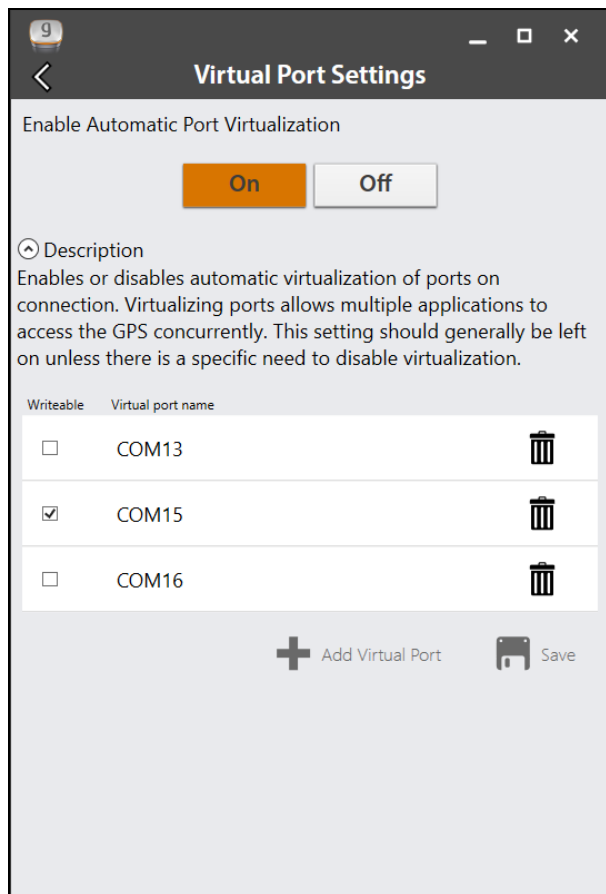 g
Virtual Port Settings
Enable Automatic Port Virtualization
On Off
Description
Enables or disables automatic virtualization of ports on
connection. Virtualizing ports allows multiple applications to
access the GPS concurrently. This setting should generally be left
on unless there is a specific need to disable virtualization.
Writeable Virtual port name
COM13
COM15
COM16
Add Virtual Port Save